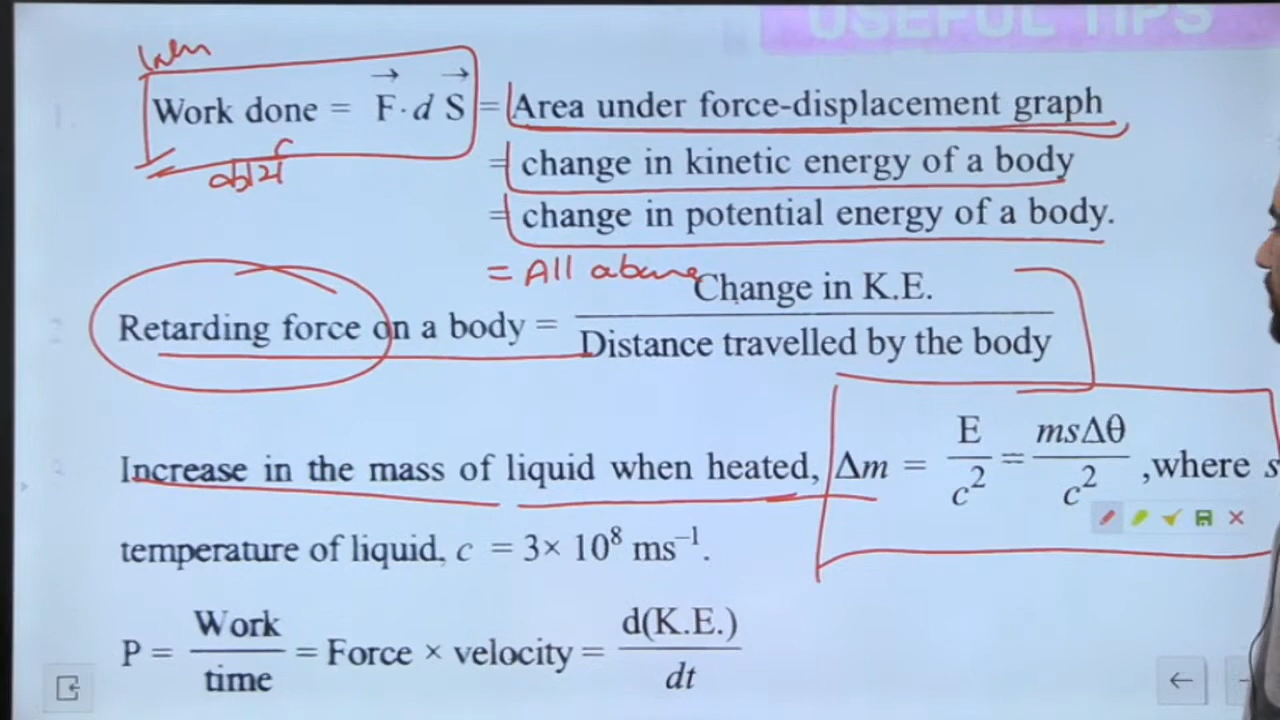 USEFUL TIPS
1.
Work done = F⃗ · d S⃗ = Area under force-displacement graph
= change in kinetic energy of a body
= change in potential energy of a body.
= All above
2. Retarding force on a body = Change in K.E. / Distance travelled by the body
Increase in the mass of liquid when heated, Δm = E/c² = msΔθ/c² ,where s
temperature of liquid, c = 3× 10⁸ ms⁻¹.
P = Work/time = Force × velocity = d(K.E.)/dt